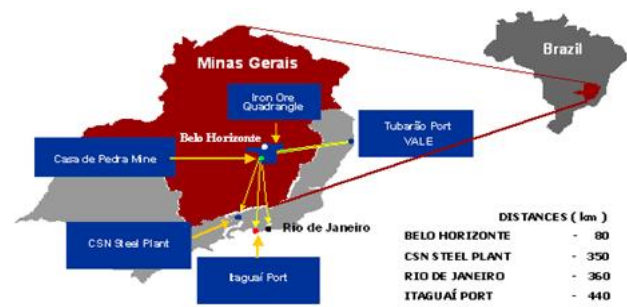 Brazil
Minas Gerais
Iron Ore
Quadrangle
Belo Horizonte
Tubarão Port
VALE
Casa de Pedra Mine
CSN Steel Plant
Rio de Janeiro
Itaguaí Port
DISTANCES ( km )
BELO HORIZONTE - 80
CSN STEEL PLANT - 350
RIO DE JANEIRO - 360
ITAGUAÍ PORT - 440